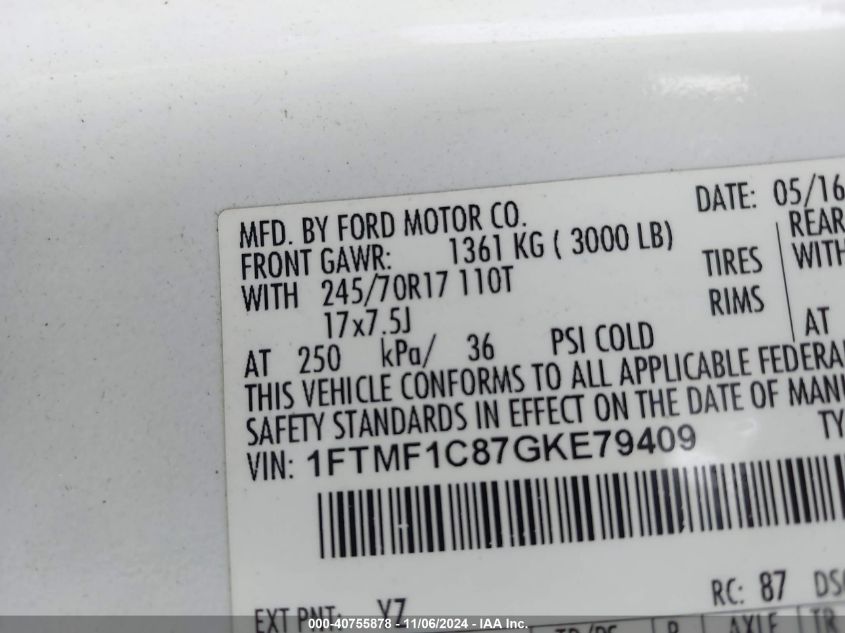 DATE: 05/16
MFD. BY FORD MOTOR CO.
FRONT GAWR: 1361 KG ( 3000 LB)
REAR
WITH 245/70R17 110T TIRES
WITH
17x7.5J RIMS
AT 250 kPa/ 36 PSI COLD
AT
THIS VEHICLE CONFORMS TO ALL APPLICABLE
SAFETY STANDARDS IN EFFECT ON THE DATE OF
VIN: 1FTMF1C87GKE79409
EXT PNT: RC: 87
AXLE TR
000-40755878 - 11/06/2024 - IAA Inc.